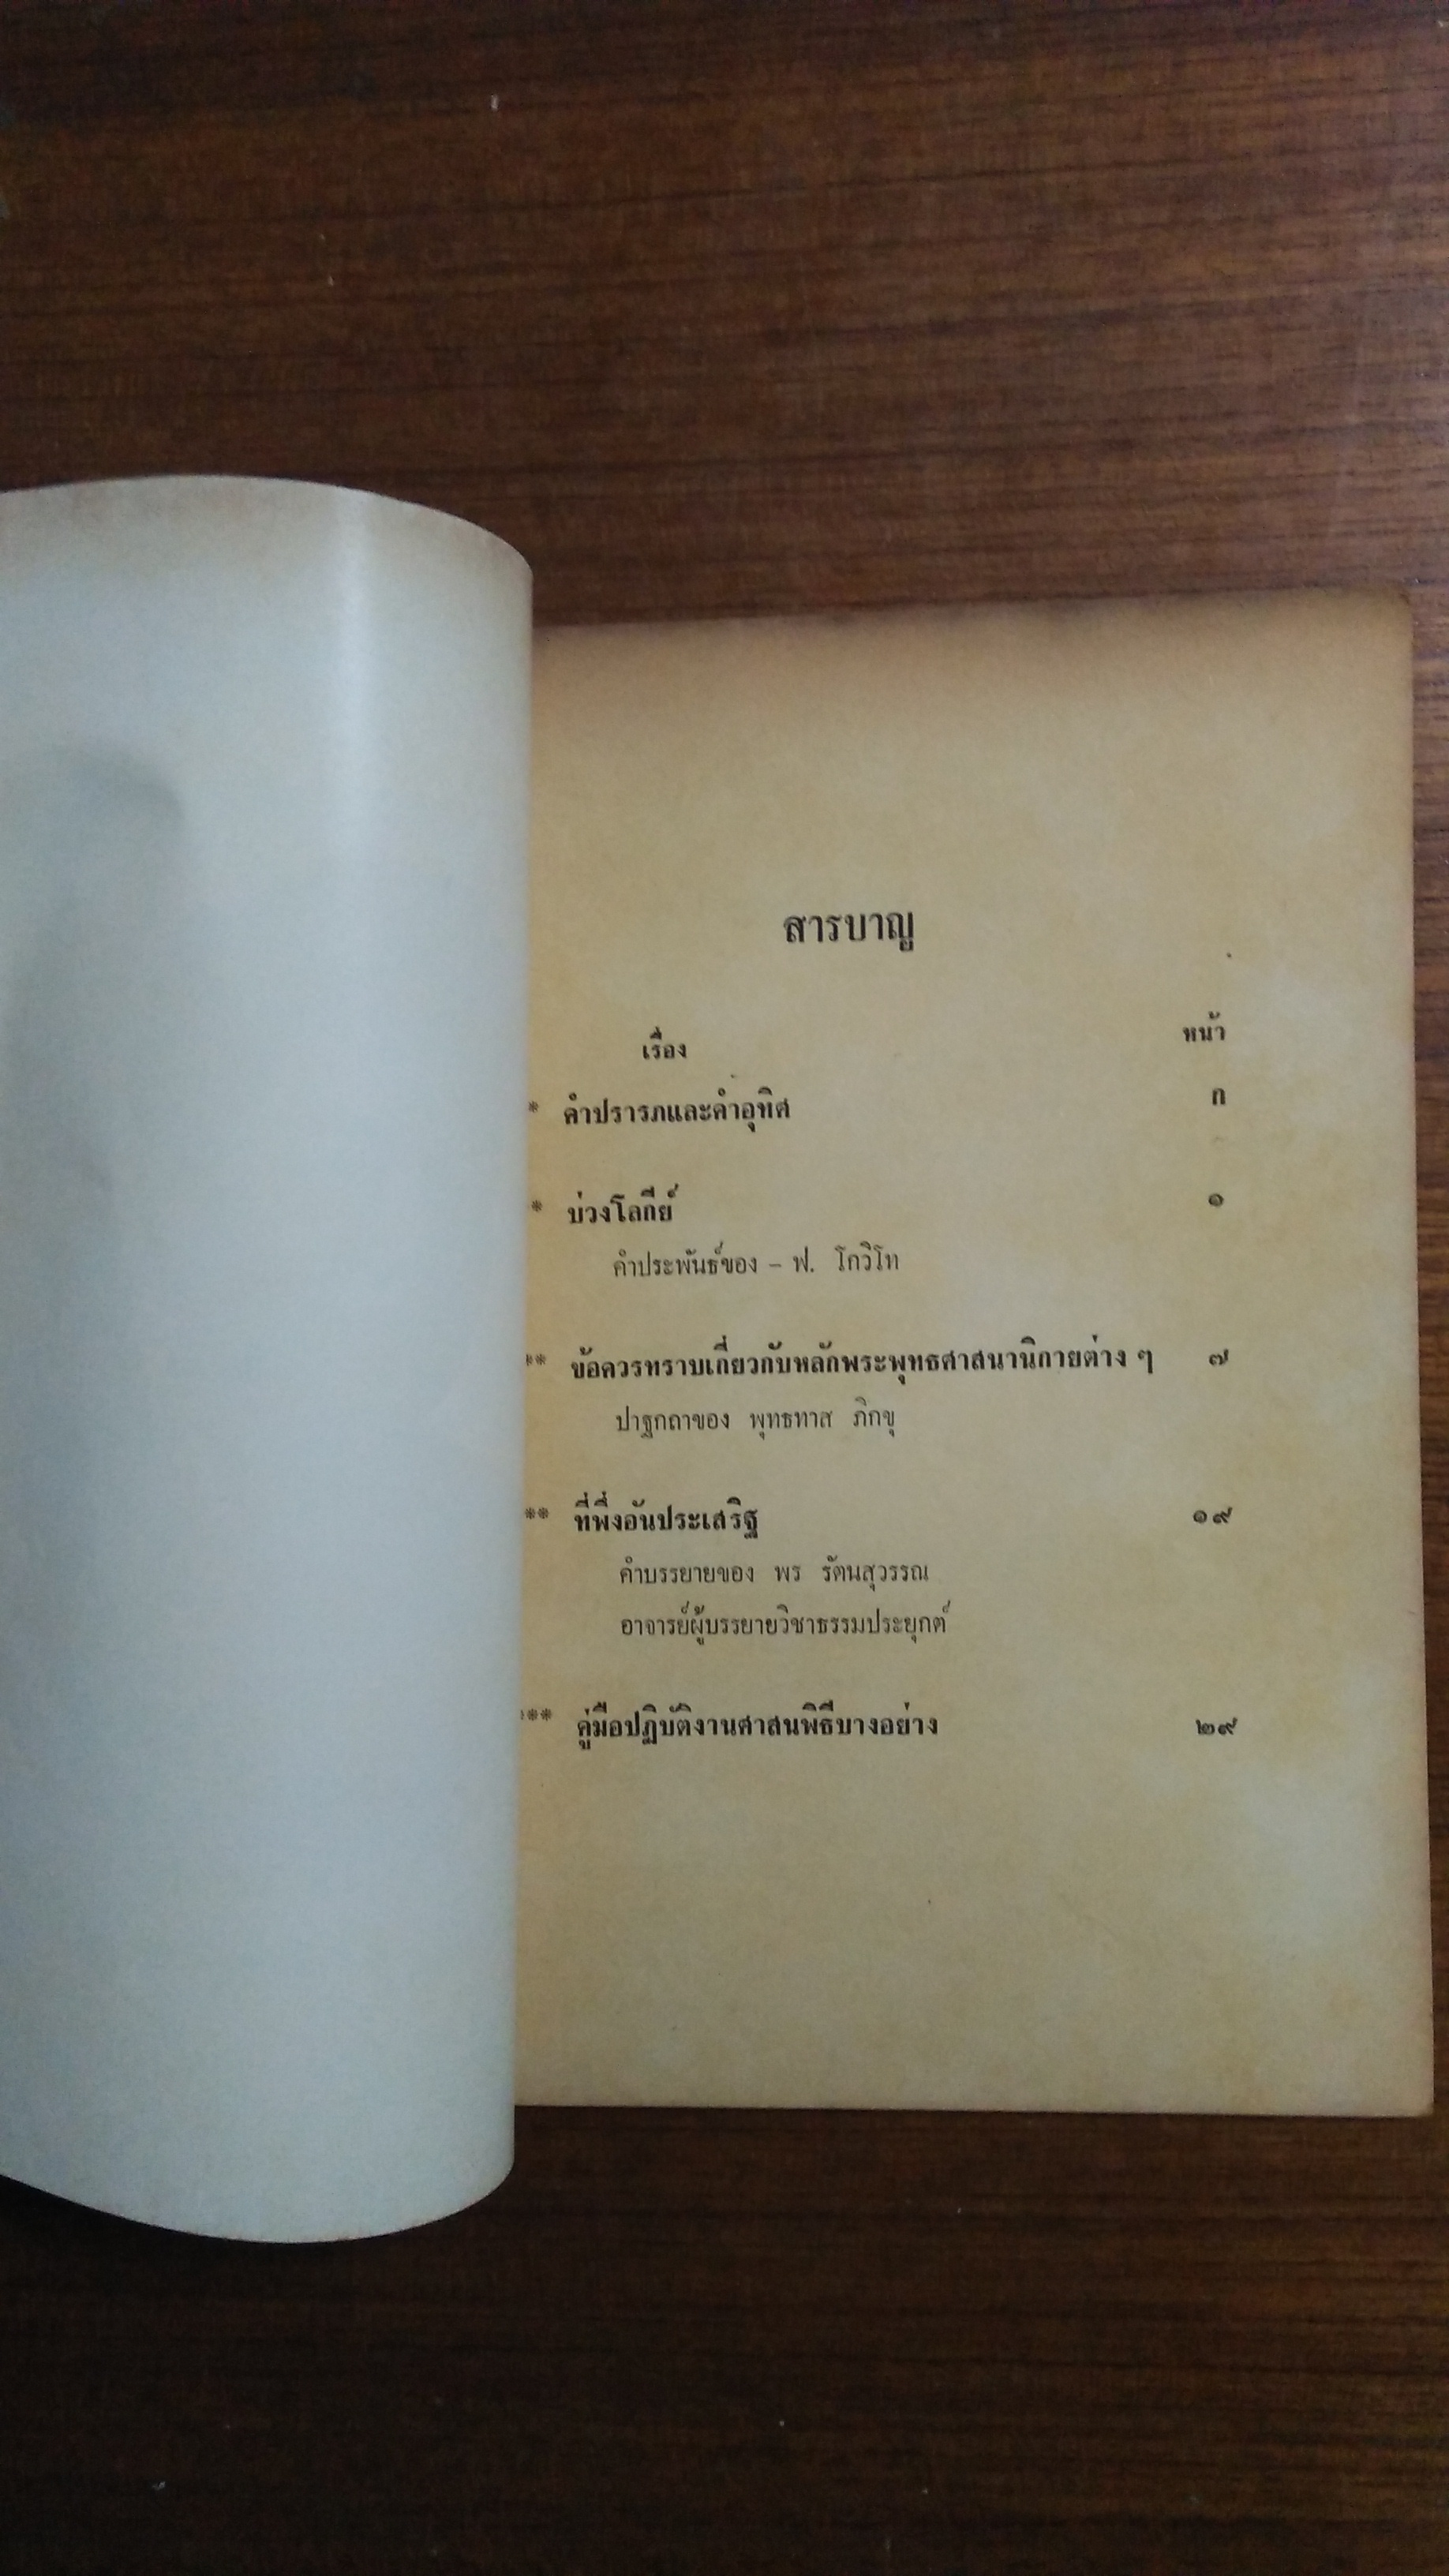 สารบาญ
เรื่อง หน้า
* คำปรารภและคำอุทิศ ก
* บ่วงโลกีย์ ๑
คำประพันธ์ของ – ฟ. โกวิโท
** ข้อควรทราบเกี่ยวกับหลักพระพุทธศาสนานิกายต่าง ๆ ๗
ปาฐกถาของ พุทธทาส ภิกขุ
** ที่พึ่งอันประเสริฐ ๑๙
คำบรรยายของ พร รัตนสุวรรณ
อาจารย์ผู้บรรยายวิชาธรรมประยุกต์
*** คู่มือปฏิบัติงานศาสนพิธีบางอย่าง ๒๙